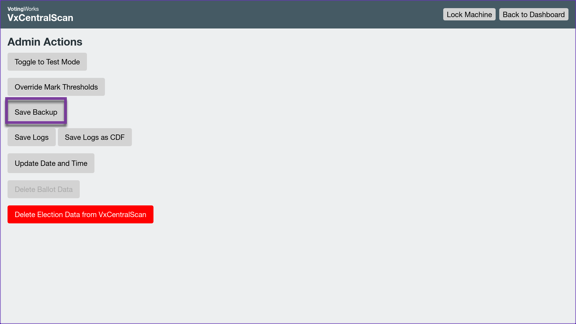 VotingWorks
VxCentralScan
Lock Machine
Back to Dashboard
Admin Actions
Toggle to Test Mode
Override Mark Thresholds
Save Backup
Save Logs
Save Logs as CDF
Update Date and Time
Delete Ballot Data
Delete Election Data from VxCentralScan